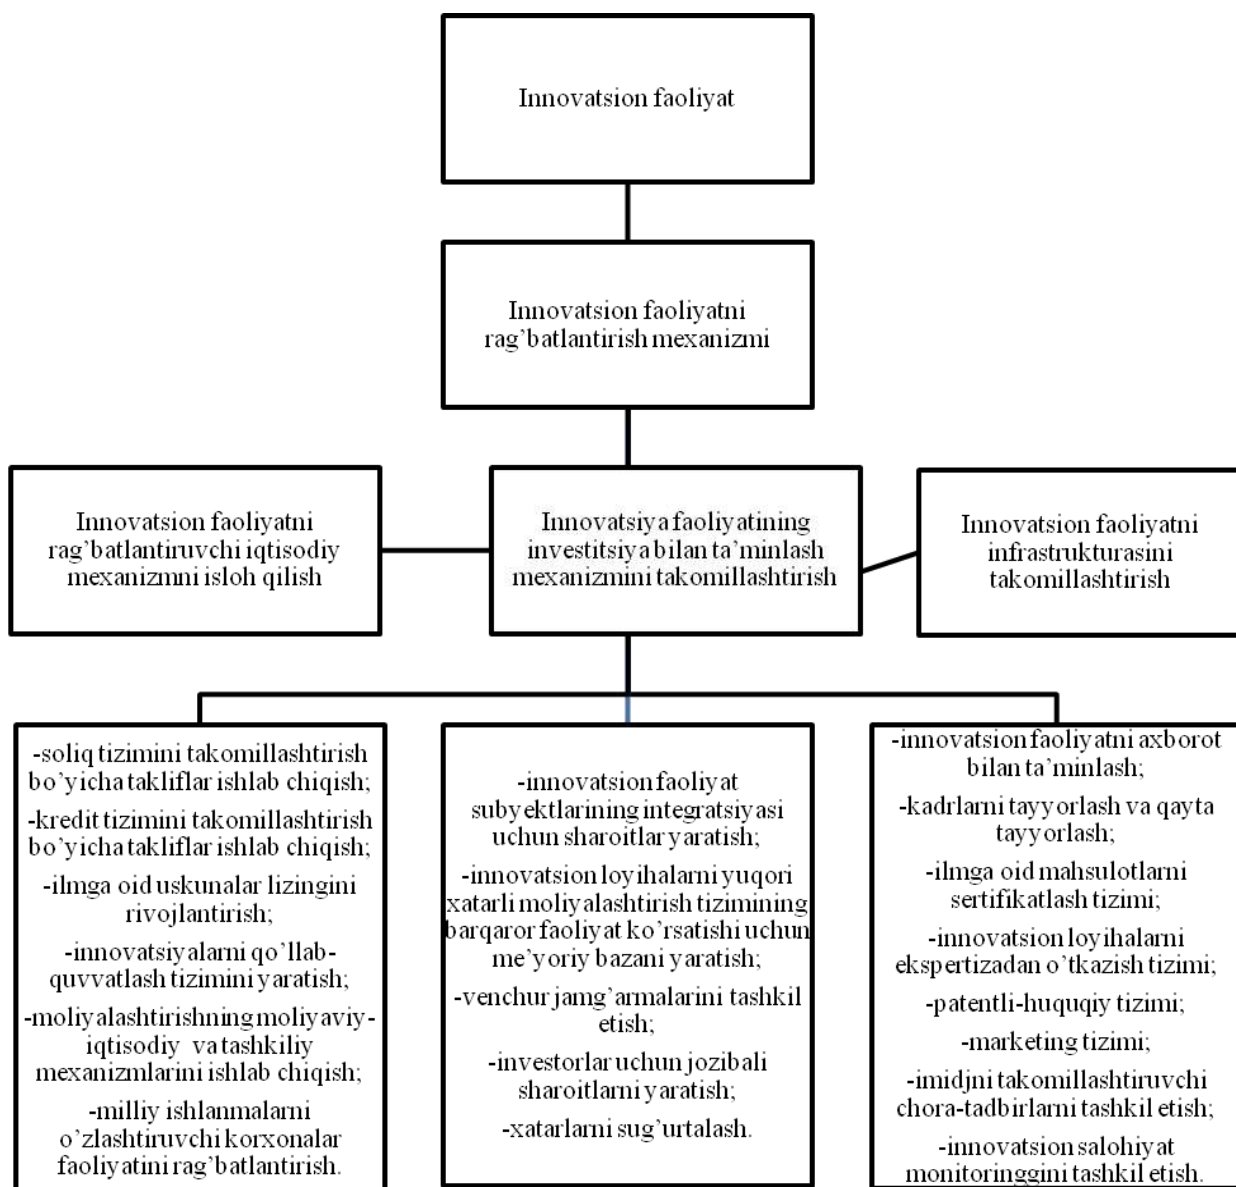 Innovatsion faoliyat
Innovatsion faoliyatni
rag’batlantirish mexanizmi
Innovatsion faoliyatni
rag’batlantiruvchi iqtisodiy
mexanizmni isloh qilish
Innovatsiya faoliyatining
investitsiya bilan ta’minlash
mexanizmini takomillashtirish
Innovatsion faoliyatni
infrastrukturasini
takomillashtirish
-soliq tizimini takomillashtirish
bo’yicha takliflar ishlab chiqish;
-kredit tizimini takomillashtirish
bo’yicha takliflar ishlab chiqish;
-ilmga oid uskunalar lizingini
rivojlantirish;
-innovatsiyalarni qo’llab-
quvvatlash tizimini yaratish;
-moliyalashtirishning moliyaviy-
iqtisodiy va tashkiliy
mexanizmlarini ishlab chiqish;
-milliy ishlanmalarni
o’zlashtiruvchi korxonalar
faoliyatini rag’batlantirish.
-innovatsion faoliyat
subyektlarining integratsiyasi
uchun sharoitlar yaratish;
-innovatsion loyihalarni yuqori
xatarli moliyalashtirish tizimining
barqaror faoliyat ko’rsatishi uchun
me’yoriy bazani yaratish;
-venchur jamg’armalarini tashkil
etish;
-investorlar uchun jozibali
sharoitlarni yaratish;
-xatarlarni sug’urtalash.
-innovatsion faoliyatni axborot
bilan ta’minlash;
-kadrlarni tayyorlash va qayta
tayyorlash;
-ilmga oid mahsulotlarni
sertifikatlash tizimi;
-innovatsion loyihalarni
ekspertizadan o’tkazish tizimi;
-patentli-huquqiy tizimi;
-marketing tizimi;
-imidjni takomillashtiruvchi
chora-tadbirlarni tashkil etish;
-innovatsion salohiyat
monitoringgini tashkil etish.